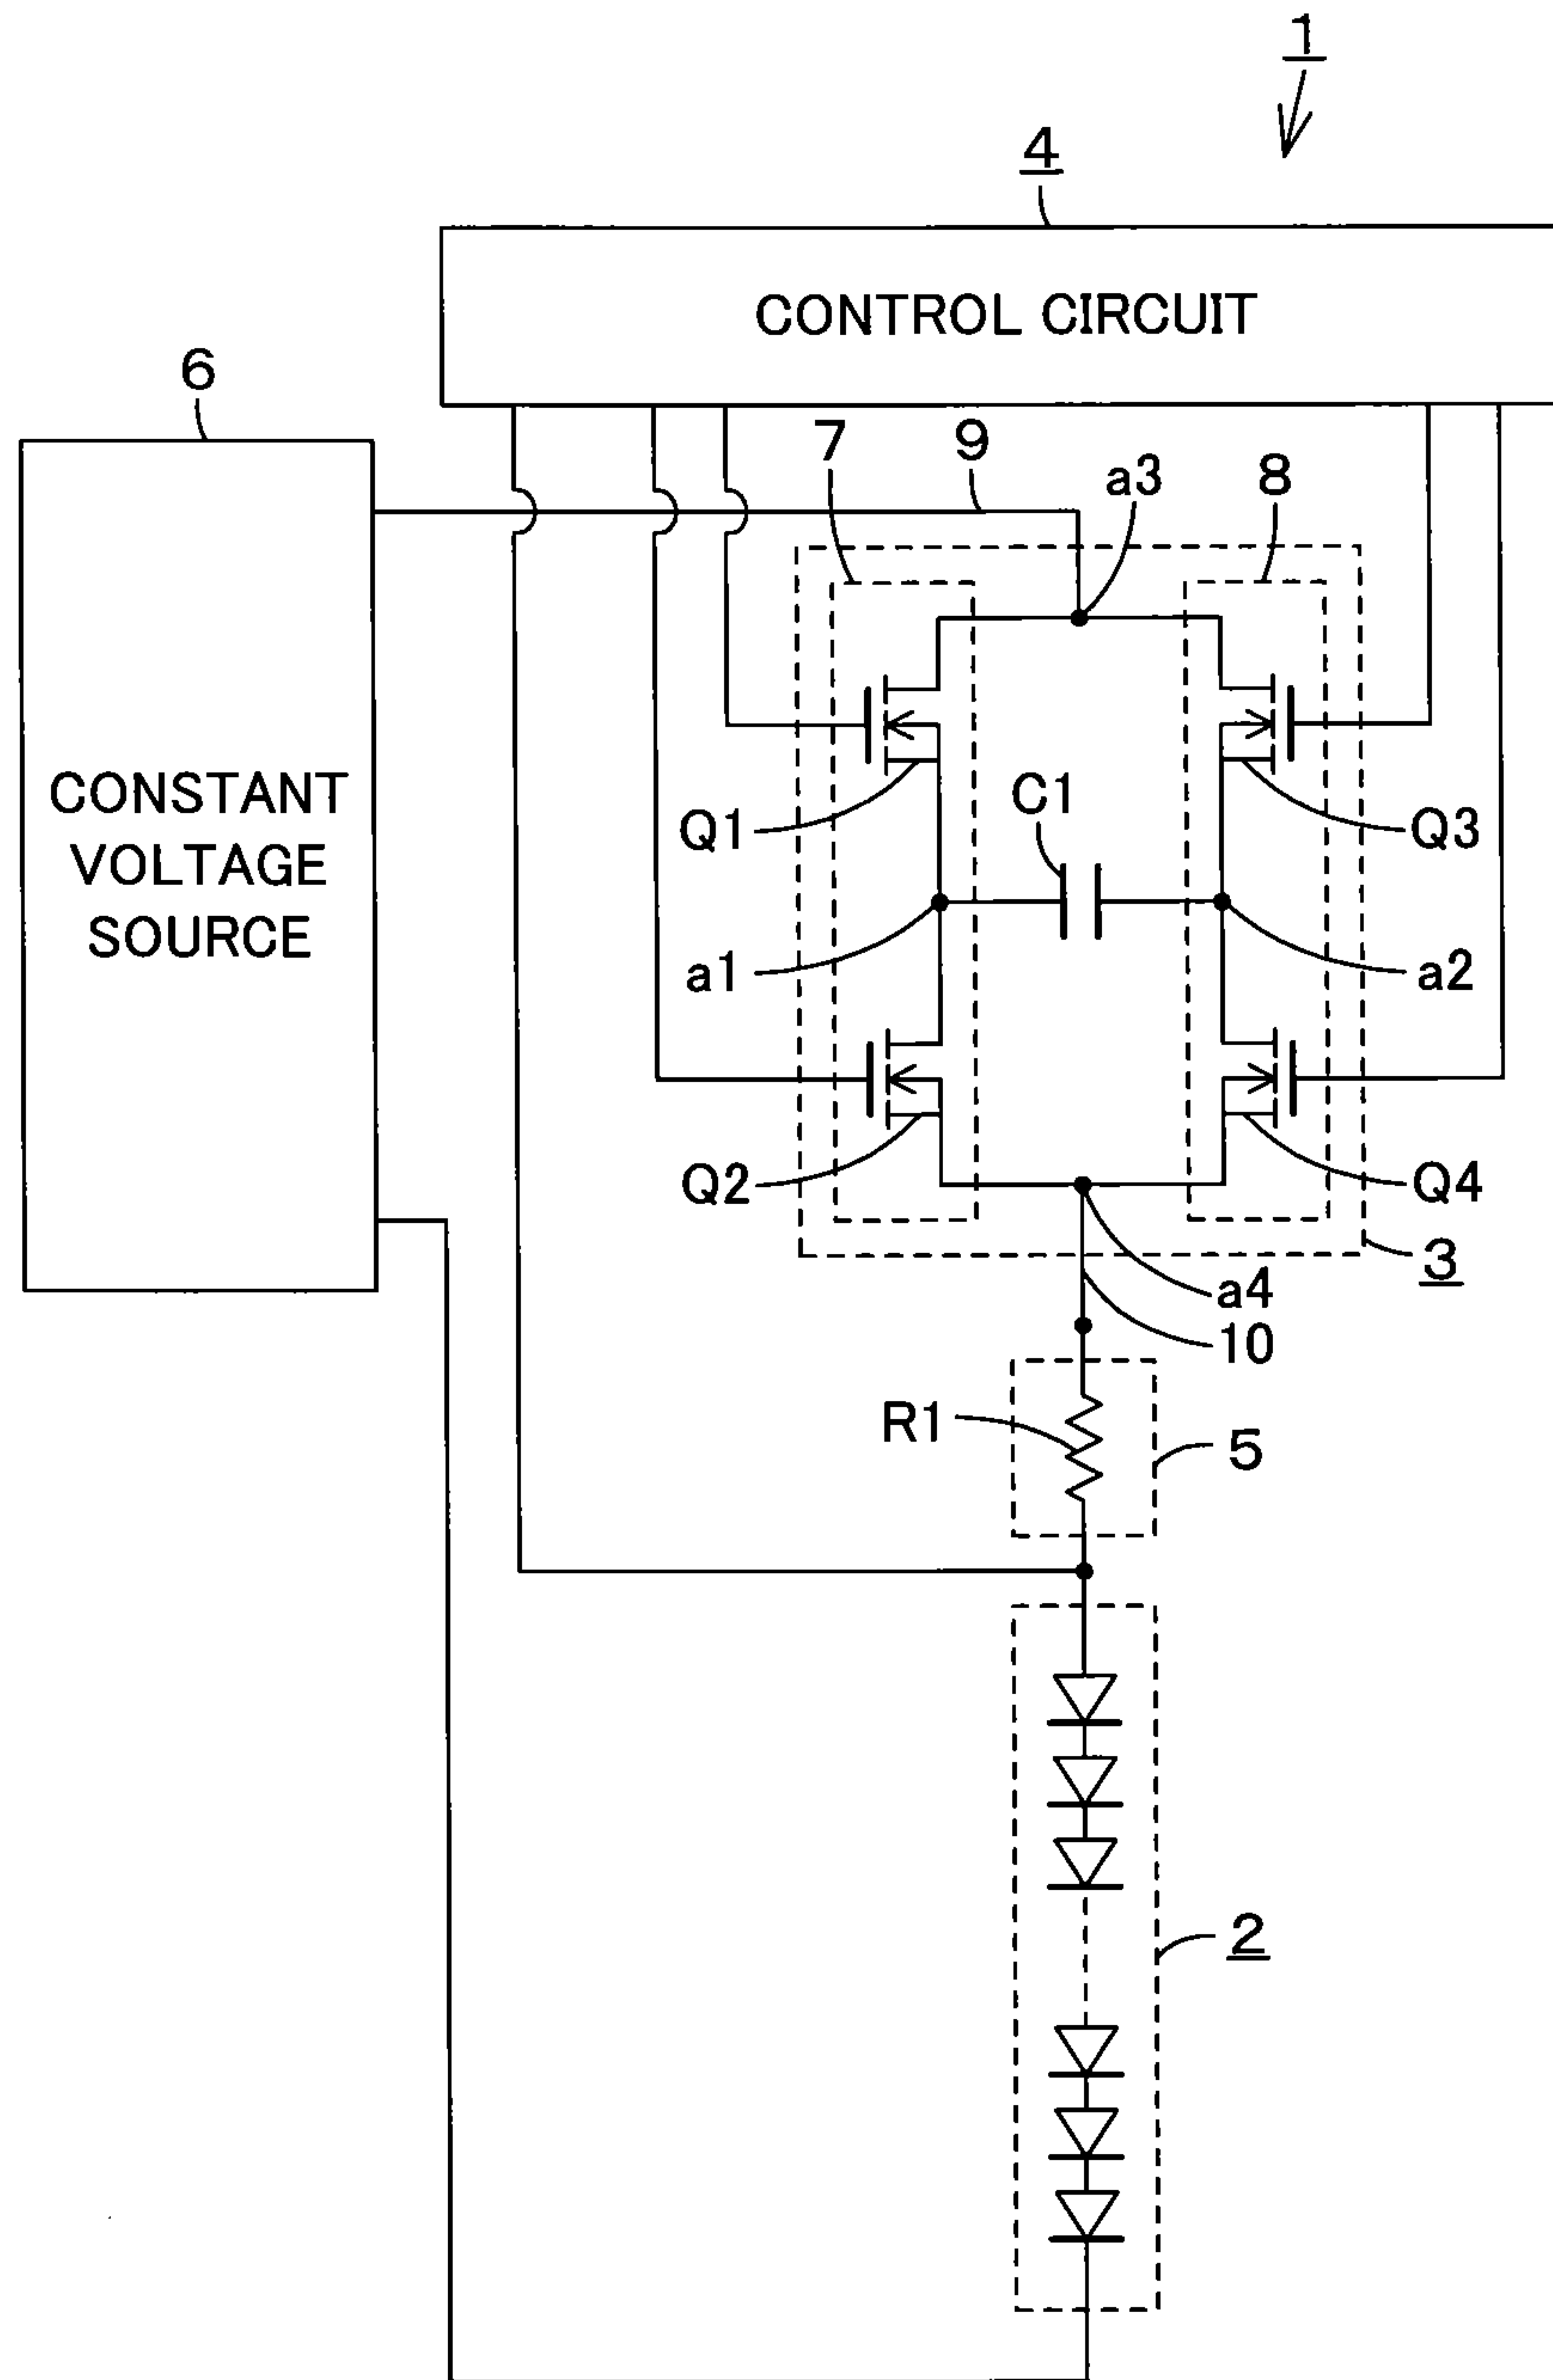 1
4
CONTROL CIRCUIT
6
7
9
a3
8
CONSTANT
VOLTAGE
SOURCE
Q1
C1
Q3
a1
a2
Q2
Q4
3
a4
10
R1
5
2